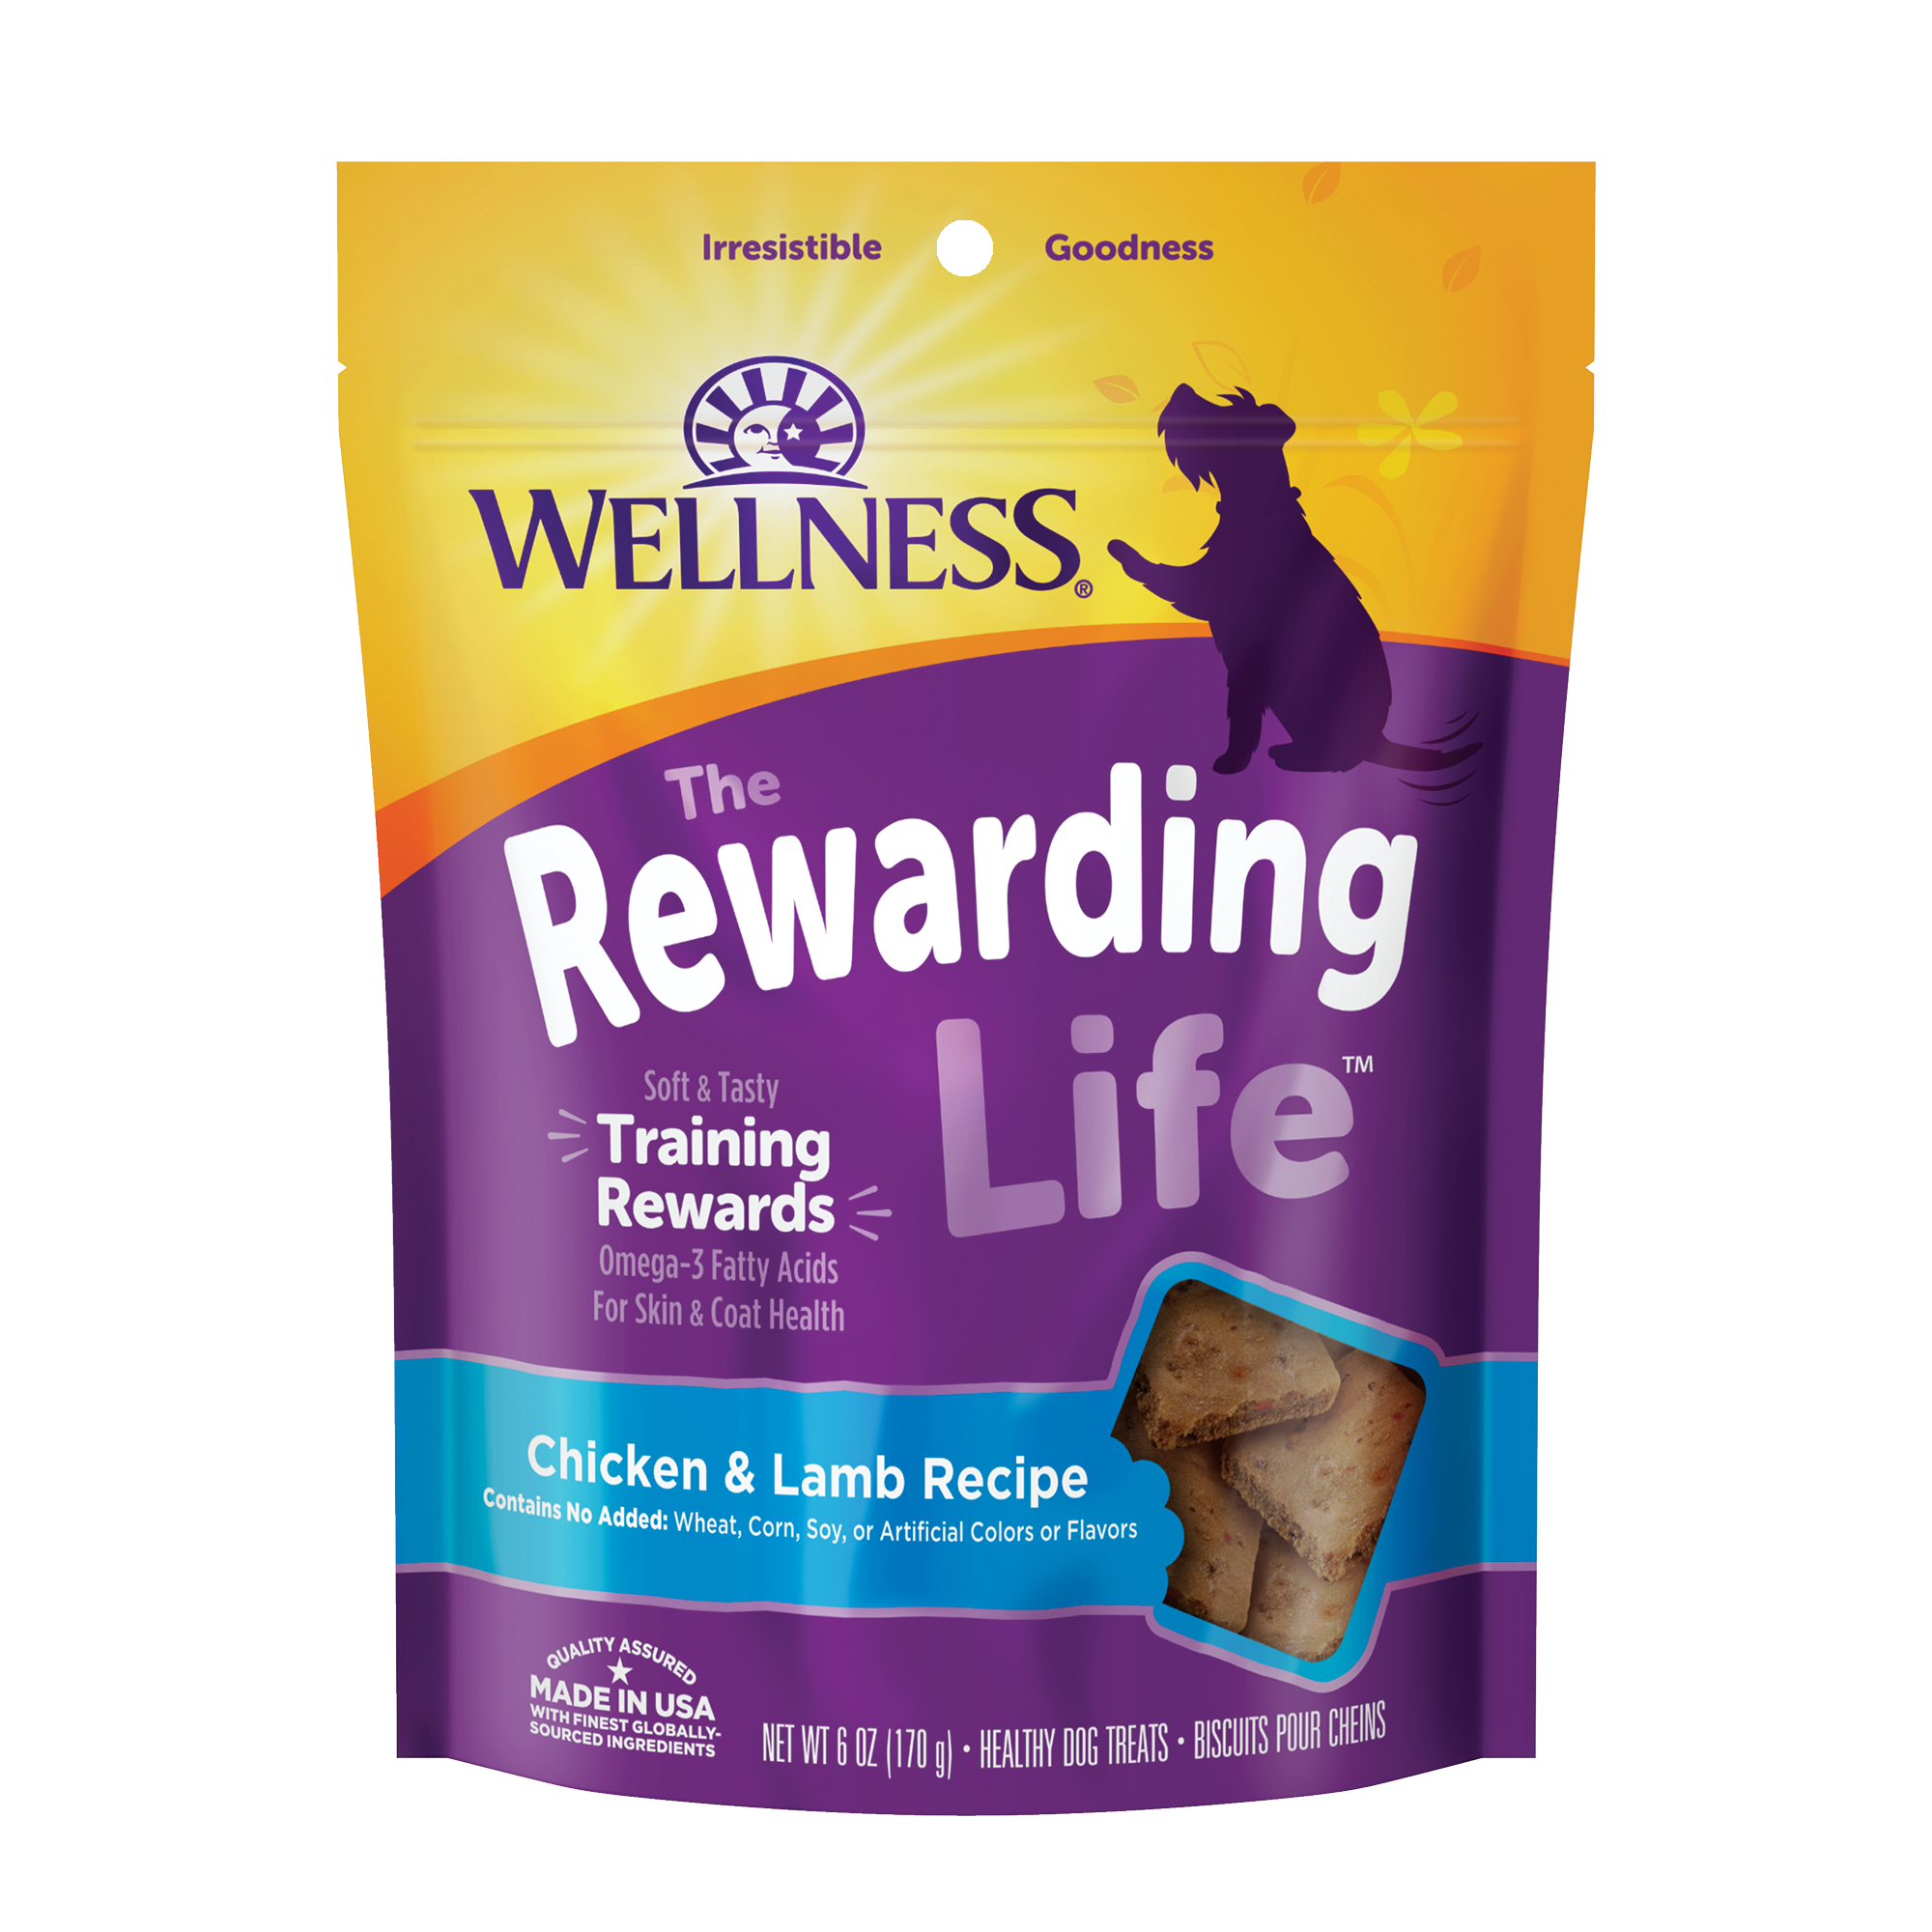 Irresistible Goodness
WELLNESS®
The
Rewarding
Life™
Soft & Tasty
Training
Rewards
Omega-3 Fatty Acids
For Skin & Coat Health
Chicken & Lamb Recipe
Contains No Added: Wheat, Corn, Soy, or Artificial Colors or Flavors
QUALITY ASSURED
MADE IN USA
WITH FINEST GLOBALLY-
SOURCED INGREDIENTS
NET WT 6 OZ (170 g) • HEALTHY DOG TREATS • BISCUITS POUR CHEINS